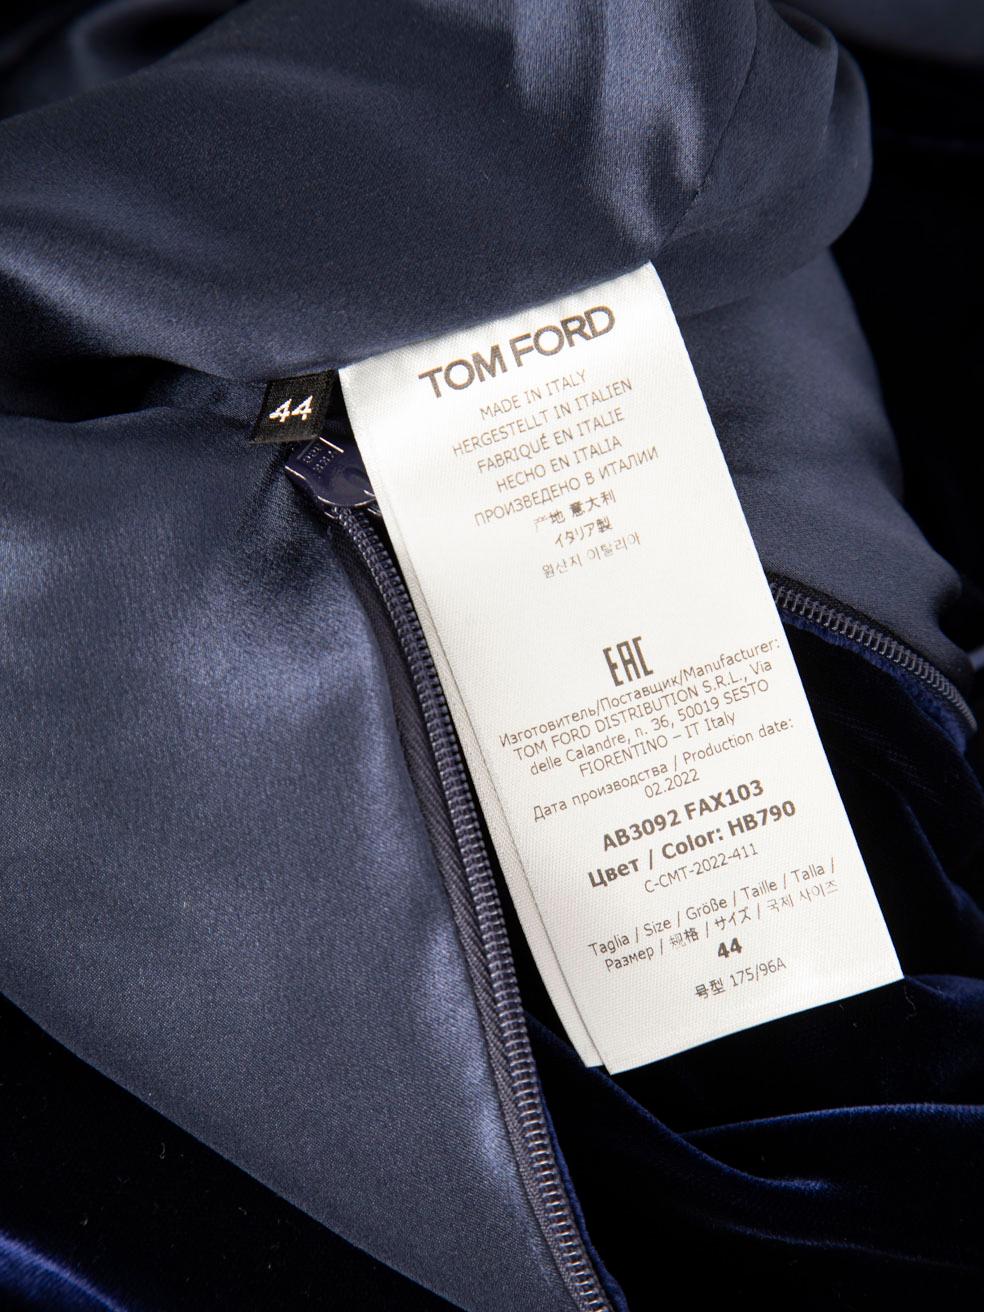 TOM FORD
MADE IN ITALY
HERGESTELLT IN ITALIEN
FABRIQUÉ EN ITALIE
HECHO EN ITALIA
ПРОИЗВЕДЕНО В ИТАЛИИ
产地 意大利
イタリア製
원산지 이탈리아
44
EAC
Изготовитель/Поставщик/Manufacturer:
TOM FORD DISTRIBUTION S.R.L., Via
delle Calandre, n. 36, 50019 SESTO
FIORENTINO – IT Italy
Дата производства / Production date:
02.2022
AB3092 FAX103
Цвет / Color: HB790
C-CMT-2022-411
Taglia / Size / Größe / Taille / Talla /
Размер / 规格 / サイズ / 국제 사이즈
44
号型 175/96A